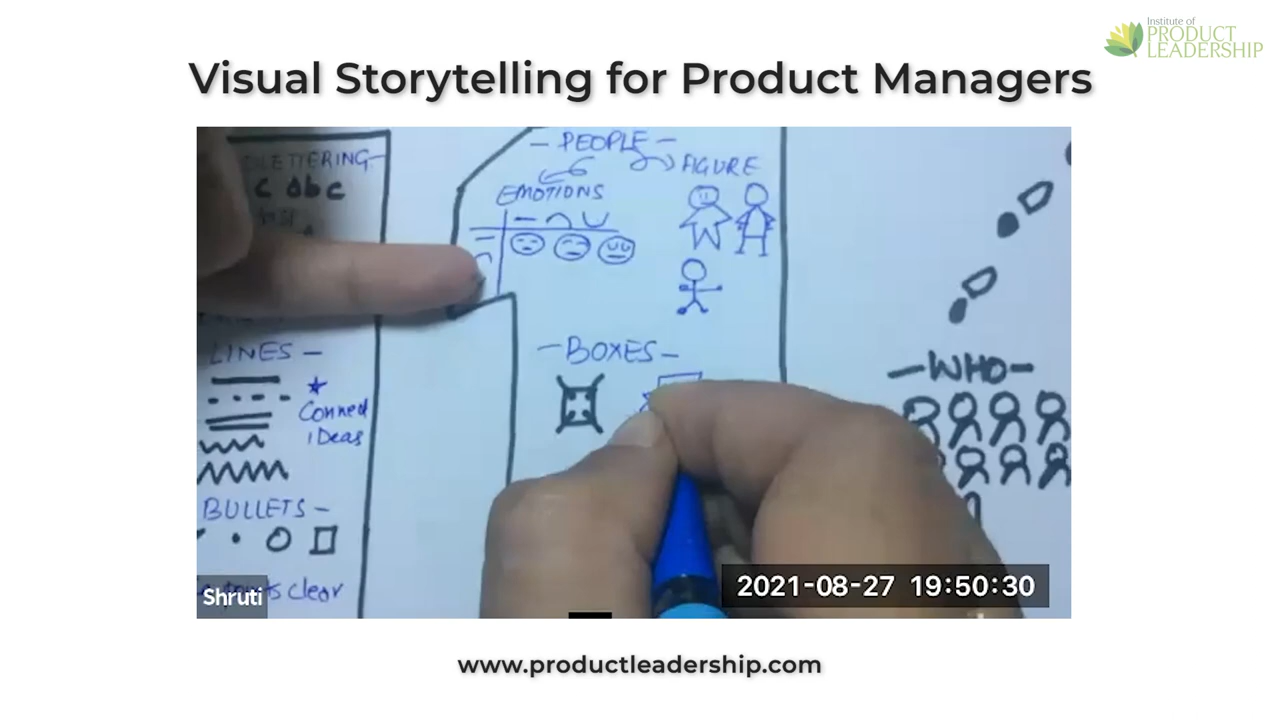 Institute of
PRODUCT
LEADERSHIP
Visual Storytelling for Product Managers
LETTERING
c abc
- PEOPLE -
EMOTIONS
FIGURE
LINES -
Connect
iDeas
- BOXES -
- WHO -
BULLETS -
clear
Shruti
2021-08-27 19:50:30
www.productleadership.com